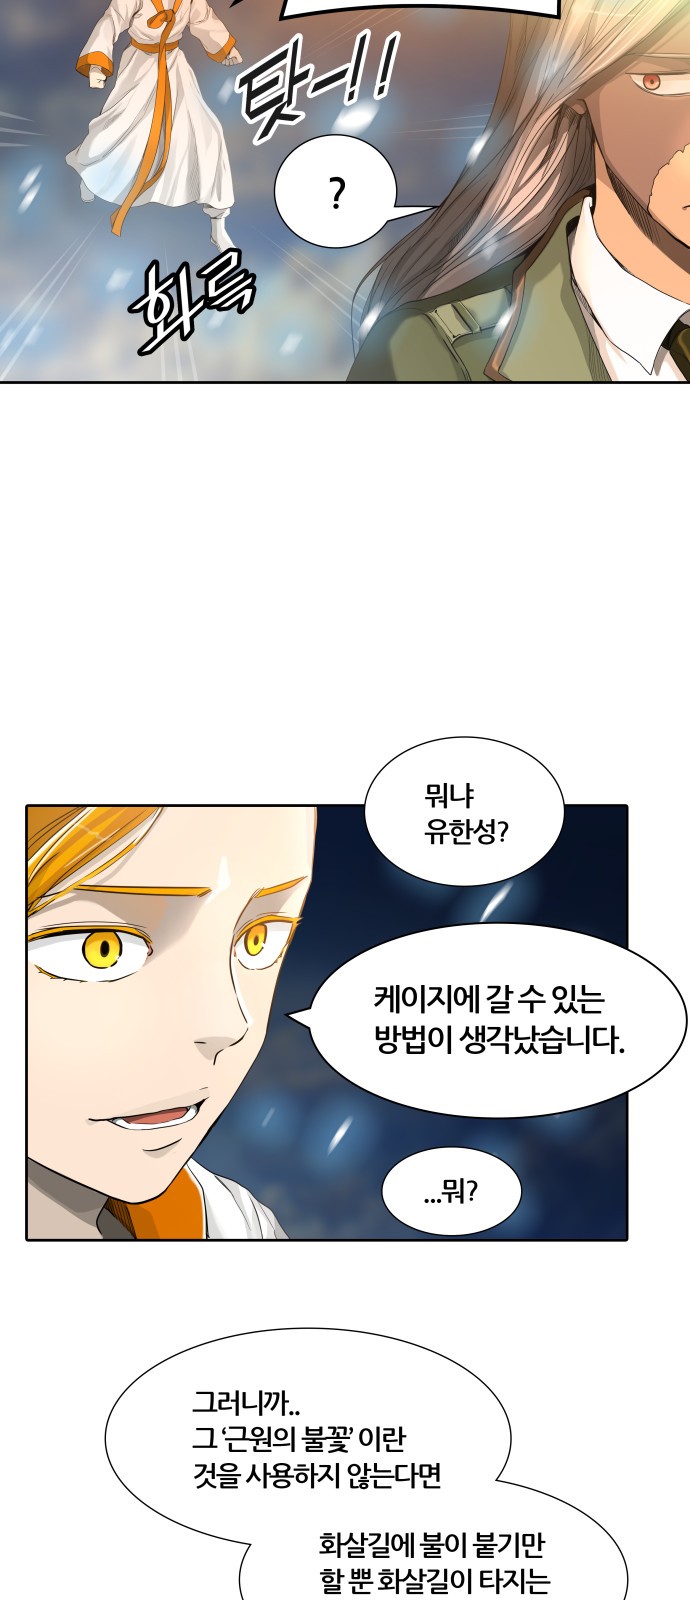 탓-!!
?
화륵
뭐냐
유한성?
케이지에 갈 수 있는
방법이 생각났습니다.
...뭐?
그러니까..
그 ‘근원의 불꽃’ 이란
것을 사용하지 않는다면
화살길에 불이 붙기만
할 뿐 화살길이 타지는